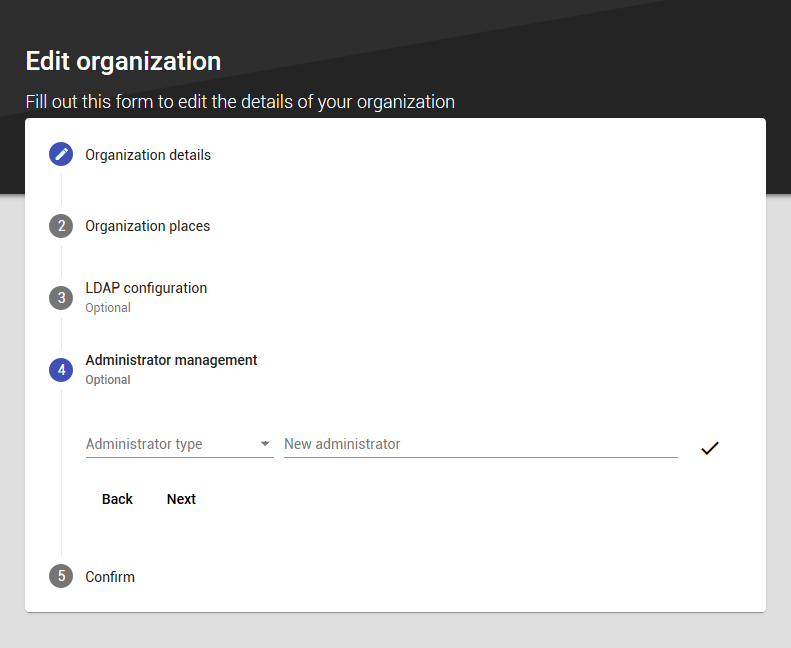 Edit organization
Fill out this form to edit the details of your organization
Organization details
2 Organization places
3 LDAP configuration
Optional
4 Administrator management
Optional
Administrator type New administrator
Back Next
5 Confirm